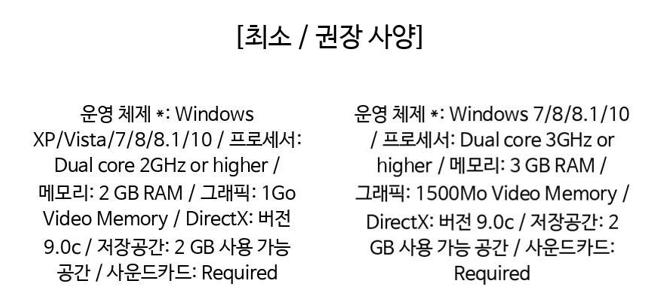 [최소 / 권장 사양]
운영 체제 *: Windows
XP/Vista/7/8/8.1/10 / 프로세서:
Dual core 2GHz or higher /
메모리: 2 GB RAM / 그래픽: 1Go
Video Memory / DirectX: 버전
9.0c / 저장공간: 2 GB 사용 가능
공간 / 사운드카드: Required
운영 체제 *: Windows 7/8/8.1/10
/ 프로세서: Dual core 3GHz or
higher / 메모리: 3 GB RAM /
그래픽: 1500Mo Video Memory /
DirectX: 버전 9.0c / 저장공간: 2
GB 사용 가능 공간 / 사운드카드:
Required